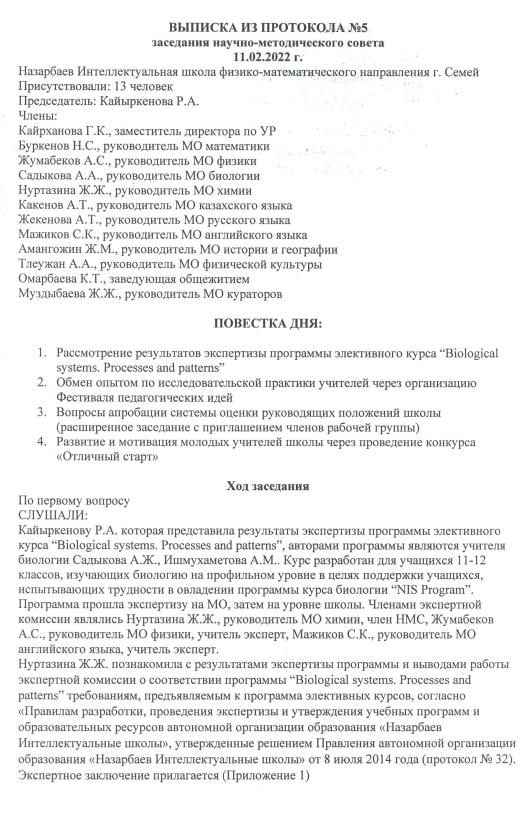 ВЫПИСКА ИЗ ПРОТОКОЛА №5
заседания научно-методического совета
11.02.2022 г.
Назарбаев Интеллектуальная школа физико-математического направления г. Семей
Присутствовали: 13 человек
Председатель: Кайыркенова Р.А.
Члены:
Кайрханова Г.К., заместитель директора по УР
Буркенов Н.С., руководитель МО математики
Жумабеков А.С., руководитель МО физики
Садыкова А.А., руководитель МО биологии
Нуртазина Ж.Ж., руководитель МО химии
Какенов А.Т., руководитель МО казахского языка
Жекенова А.Т., руководитель МО русского языка
Мажиков С.К., руководитель МО английского языка
Амангожин Ж.М., руководитель МО истории и географии
Тлеужан А.А., руководитель МО физической культуры
Омарбаева К.Т., заведующая общежитием
Муздыбаева Ж.Ж., руководитель МО кураторов
ПОВЕСТКА ДНЯ:
1. Рассмотрение результатов экспертизы программы элективного курса “Biological
systems. Processes and patterns”
2. Обмен опытом по исследовательской практики учителей через организацию
Фестиваля педагогических идей
3. Вопросы апробации системы оценки руководящих положений школы
(расширенное заседание с приглашением членов рабочей группы)
4. Развитие и мотивация молодых учителей школы через проведение конкурса
«Отличный старт»
Ход заседания
По первому вопросу
СЛУШАЛИ:
Кайыркенову Р.А. которая представила результаты экспертизы программы элективного
курса “Biological systems. Processes and patterns”, авторами программы являются учителя
биологии Садыкова А.Ж., Ишмухаметова А.М.. Курс разработан для учащихся 11-12
классов, изучающих биологию на профильном уровне в целях поддержки учащихся,
испытывающих трудности в овладении программы курса биологии “NIS Program”.
Программа прошла экспертизу на МО, затем на уровне школы. Членами экспертной
комиссии являлись Нуртазина Ж.Ж., руководитель МО химии, член НМС, Жумабеков
А.С., руководитель МО физики, учитель эксперт, Мажиков С.К., руководитель МО
английского языка, учитель эксперт.
Нуртазина Ж.Ж. познакомила с результатами экспертизы программы и выводами работы
экспертной комиссии о соответствии программы “Biological systems. Processes and
patterns” требованиям, предъявляемым к программа элективных курсов, согласно
«Правилам разработки, проведения экспертизы и утверждения учебных программ и
образовательных ресурсов автономной организации образования «Назарбаев
Интеллектуальные школы», утвержденные решением Правления автономной организации
образования «Назарбаев Интеллектуальные школы» от 8 июля 2014 года (протокол № 32).
Экспертное заключение прилагается (Приложение 1)